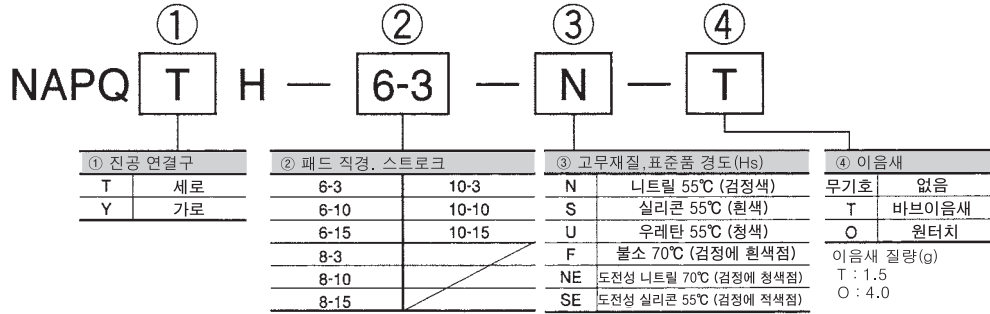 ① ② ③ ④
NAPQ T H — 6-3 — N — T
① 진공 연결구
T 세로
Y 가로
② 패드 직경. 스트로크
6-3 10-3
6-10 10-10
6-15 10-15
8-3
8-10
8-15
③ 고무재질,표준품 경도(Hs)
N 니트릴 55℃ (검정색)
S 실리콘 55℃ (흰색)
U 우레탄 55℃ (청색)
F 불소 70℃ (검정에 흰색점)
NE 도전성 니트릴 70℃ (검정에 청색점)
SE 도전성 실리콘 55℃ (검정에 적색점)
④ 이음새
무기호 없음
T 바브이음새
O 원터치
이음새 질량(g)
T : 1.5
O : 4.0